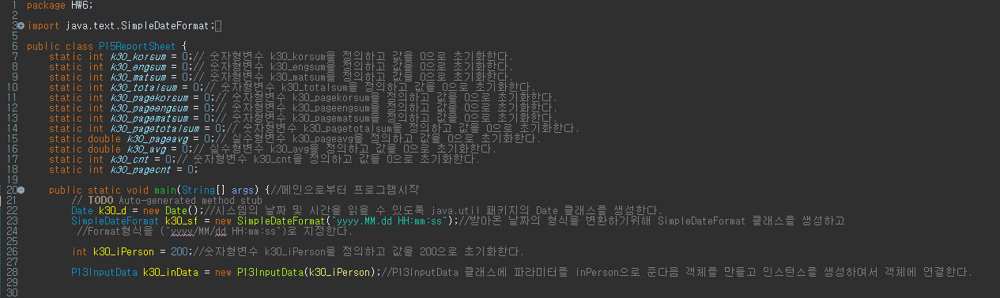 1 package HW6;
2
3 import java.text.SimpleDateFormat;
5
6 public class P15ReportSheet {
7 static int k30_korsum = 0;// 숫자형변수 k30_korsum을 정의하고 값을 0으로 초기화한다.
8 static int k30_engsum = 0;// 숫자형변수 k30_engsum을 정의하고 값을 0으로 초기화한다.
9 static int k30_matsum = 0;// 숫자형변수 k30_matsum을 정의하고 값을 0으로 초기화한다.
10 static int k30_totalsum = 0;// 숫자형변수 k30_totalsum을 정의하고 값을 0으로 초기화한다.
11 static int k30_pagekorsum = 0;// 숫자형변수 k30_pagekorsum을 정의하고 값을 0으로 초기화한다.
12 static int k30_pageengsum = 0;// 숫자형변수 k30_pageengsum을 정의하고 값을 0으로 초기화한다.
13 static int k30_pagematsum = 0;// 숫자형변수 k30_pagematsum을 정의하고 값을 0으로 초기화한다.
14 static int k30_pagetotalsum = 0;// 숫자형변수 k30_pagetotalsum을 정의하고 값을 0으로 초기화한다.
15 static double k30_pageavg = 0;// 실수형변수 k30_pageavg을 정의하고 값을 0으로 초기화한다.
16 static double k30_avg = 0;// 실수형변수 k30_avg을 정의하고 값을 0으로 초기화한다.
17 static int k30_cnt = 0;// 숫자형변수 k30_cnt을 정의하고 값을 0으로 초기화한다.
18 static int k30_pagecnt = 0;
19
20 public static void main(String[] args) {//메인으로부터 프로그램시작
21 // TODO Auto-generated method stub
22 Date k30_d = new Date();//시스템의 날짜 및 시간을 읽을 수 있도록 java.util 패키지의 Date 클래스를 생성한다.
23 SimpleDateFormat k30_sf = new SimpleDateFormat("yyyy.MM.dd HH:mm:ss");//받아온 날짜의 형식을 변환하기위해 SimpleDateFormat 클래스를 생성하고
24 //Format형식을 ("yyyy/MM/dd HH:mm:ss")로 지정한다.
25
26 int k30_iPerson = 200;//숫자형변수 k30_iPerson을 정의하고 값을 200으로 초기화한다.
27
28 P13InputData k30_inData = new P13InputData(k30_iPerson);//P13InputData 클래스에 파라미터를 inPerson으로 준다음 객체를 만들고 인스턴스를 생성하여서 객체에 연결한다.
29
30